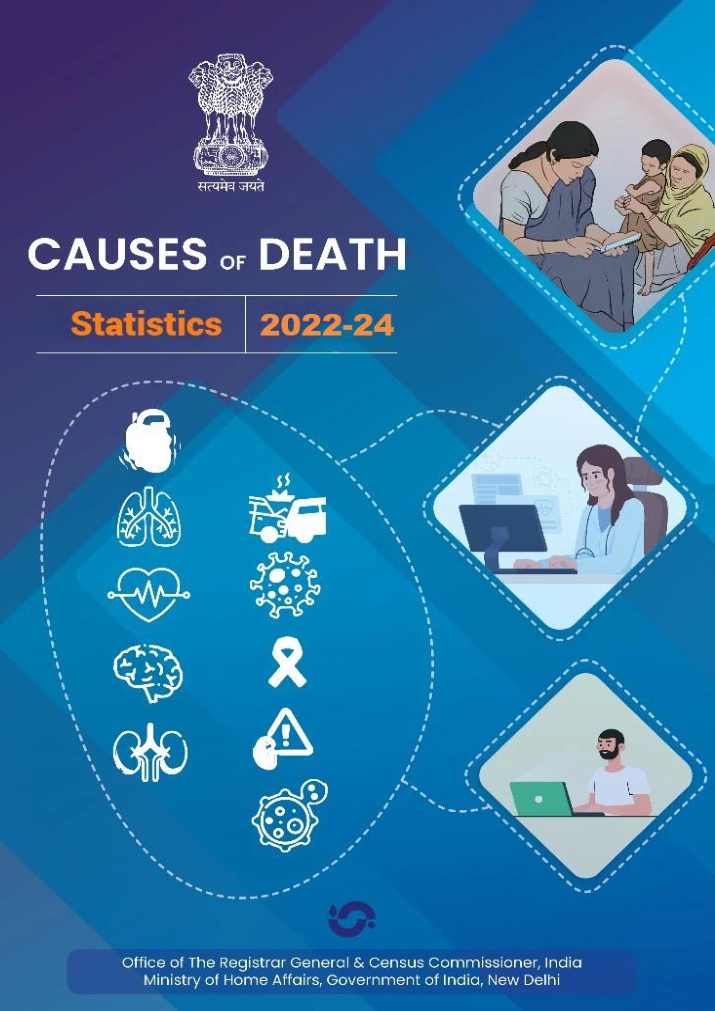 सत्यमेव जयते
CAUSES OF DEATH
Statistics 2022-24
Office of The Registrar General & Census Commissioner, India
Ministry of Home Affairs, Government of India, New Delhi